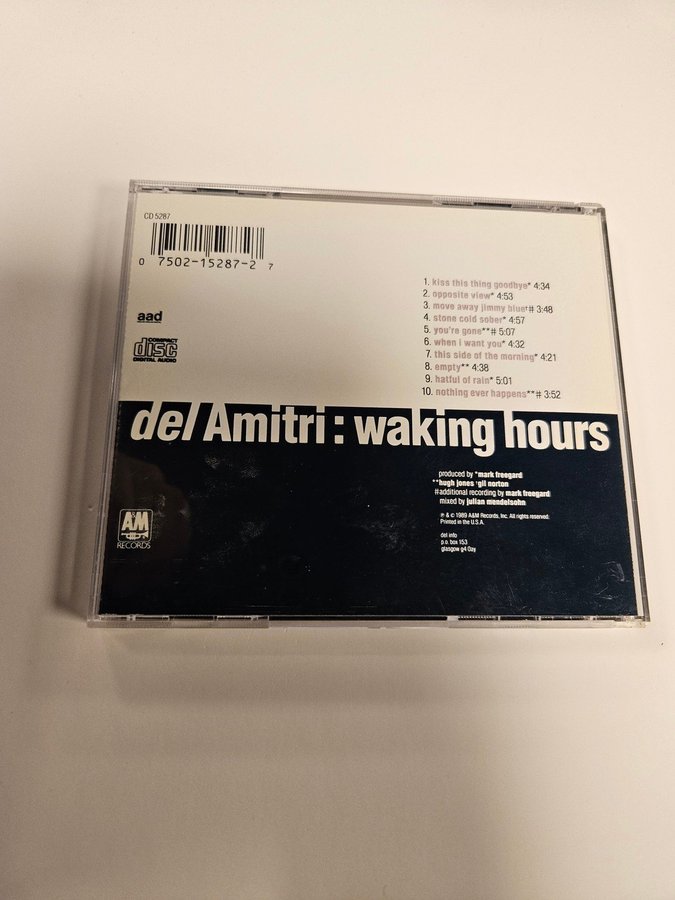 CD 5287
0 7502-15287-2 7
aad
COMPACT
disc
DIGITAL AUDIO
1. kiss this thing goodbye* 4:34
2. opposite view* 4:53
3. move away jimmy blue†# 3:48
4. stone cold sober* 4:57
5. you're gone**# 5:07
6. when i want you* 4:32
7. this side of the morning* 4:21
8. empty** 4:38
9. hatful of rain* 5:01
10. nothing ever happens**# 3:52
del Amitri : waking hours
produced by *mark freegard
**hugh jones †gil norton
#additional recording by mark freegard
mixed by julian mendelsohn
℗ & © 1989 A&M Records, Inc. All rights reserved.
Printed in the U.S.A.
del info
p.o. box 153
glasgow g4 0ay
A&M
RECORDS